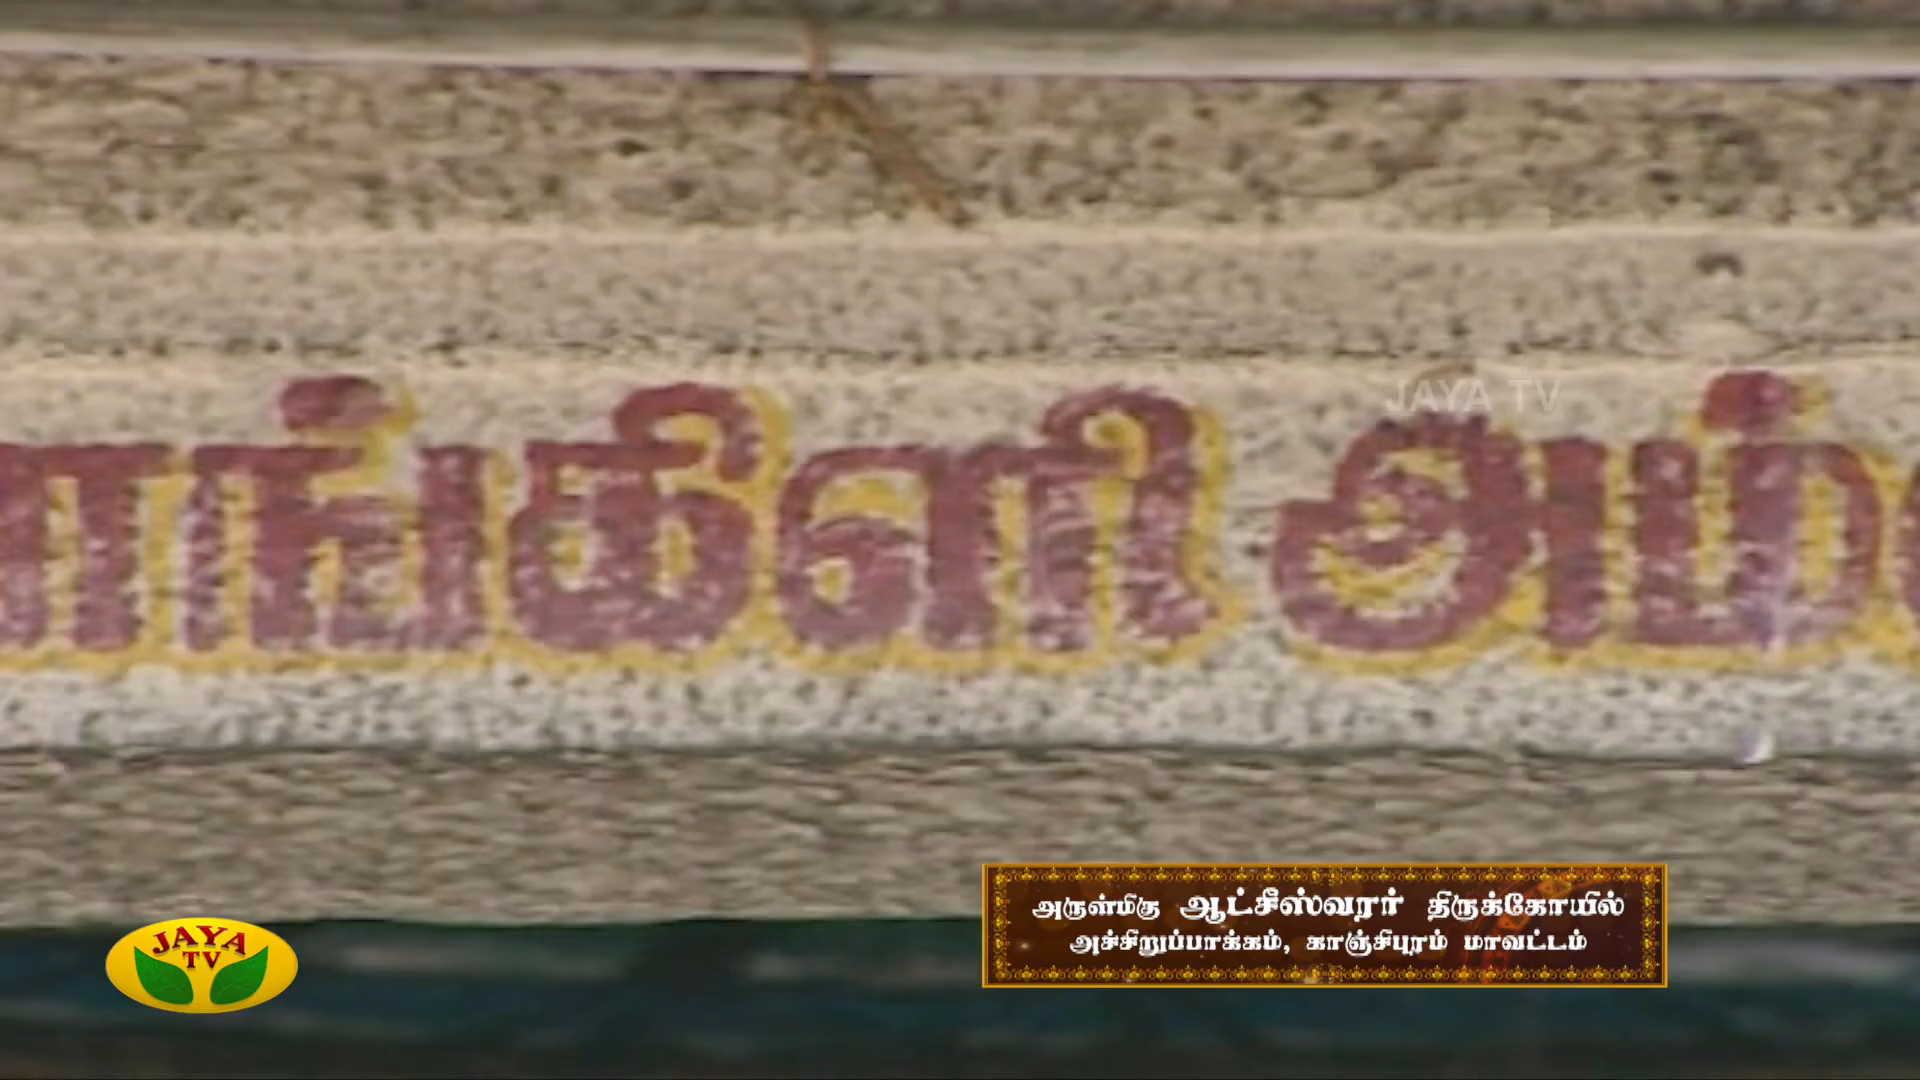 JAYA TV
ாங்கிளி அம்
அருள்மிகு ஆட்சீஸ்வரர் திருக்கோயில்
அச்சிறுப்பாக்கம், காஞ்சிபுரம் மாவட்டம்
JAYA
TV